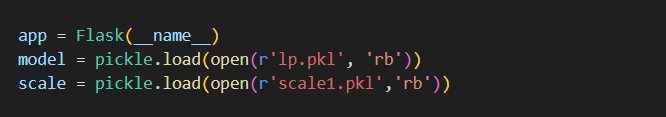 app = Flask(__name__)
model = pickle.load(open(r'lp.pkl', 'rb'))
scale = pickle.load(open(r'scale1.pkl','rb'))